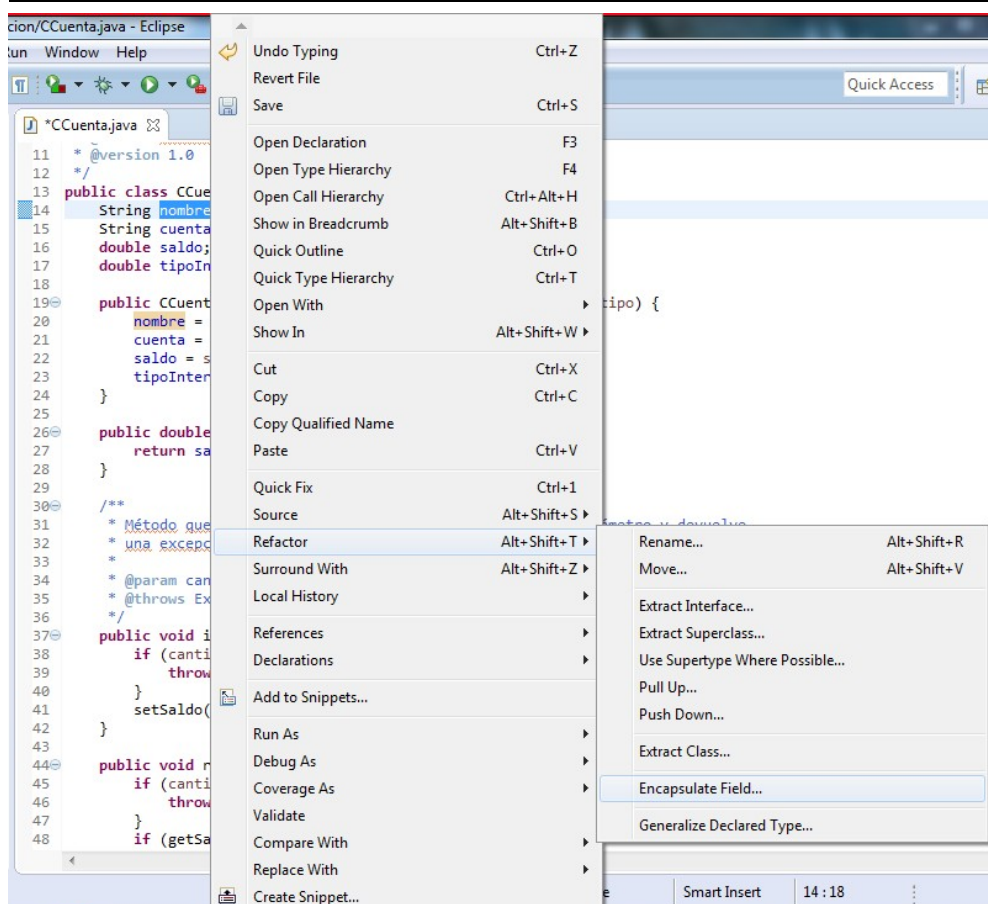 cion/CCuenta.java - Eclipse
Run Window Help
Quick Access
*CCuenta.java
11 * @version 1.0
12 */
13 public class CCue
14 String nombre
15 String cuenta
16 double saldo;
17 double tipoIn
18
19 public CCuent tipo) {
20 nombre =
21 cuenta =
22 saldo = s
23 tipoInter
24 }
25
26 public double
27 return sa
28 }
29
30 /**
31 * Método que
32 * una excepc
33 *
34 * @param can
35 * @throws Ex
36 */
37 public void i
38 if (canti
39 throw
40 }
41 setSaldo(
42 }
43
44 public void r
45 if (canti
46 throw
47 }
48 if (getSa
Undo Typing Ctrl+Z
Revert File
Save Ctrl+S
Open Declaration F3
Open Type Hierarchy F4
Open Call Hierarchy Ctrl+Alt+H
Show in Breadcrumb Alt+Shift+B
Quick Outline Ctrl+O
Quick Type Hierarchy Ctrl+T
Open With
Show In Alt+Shift+W
Cut Ctrl+X
Copy Ctrl+C
Copy Qualified Name
Paste Ctrl+V
Quick Fix Ctrl+1
Source Alt+Shift+S
Refactor Alt+Shift+T
Surround With Alt+Shift+Z
Local History
References
Declarations
Add to Snippets...
Run As
Debug As
Coverage As
Validate
Compare With
Replace With
Create Snippet...
Rename... Alt+Shift+R
Move... Alt+Shift+V
Extract Interface...
Extract Superclass...
Use Supertype Where Possible...
Pull Up...
Push Down...
Extract Class...
Encapsulate Field...
Generalize Declared Type...
e Smart Insert 14:18